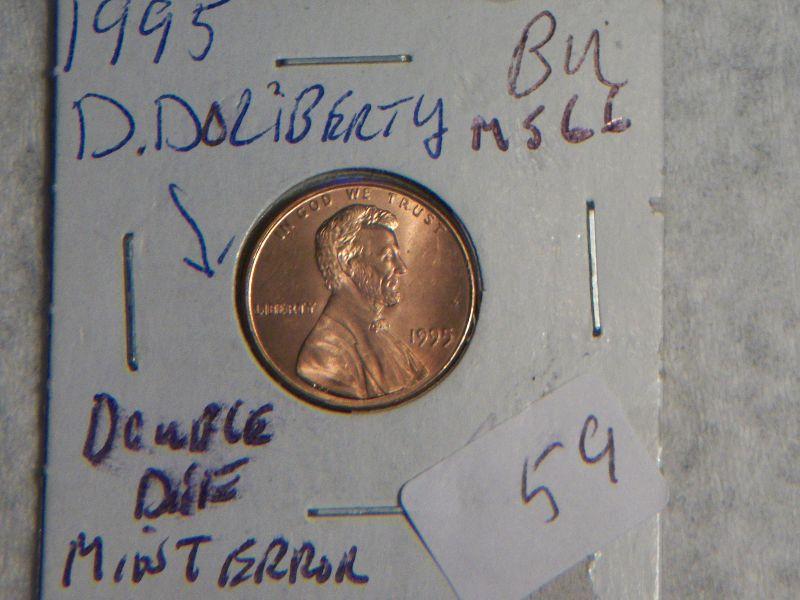 1995
BU
D.DOLIBERTY MS66
IN GOD WE TRUST
LIBERTY
1995
DOUBLE
DIE
MINT ERROR
59